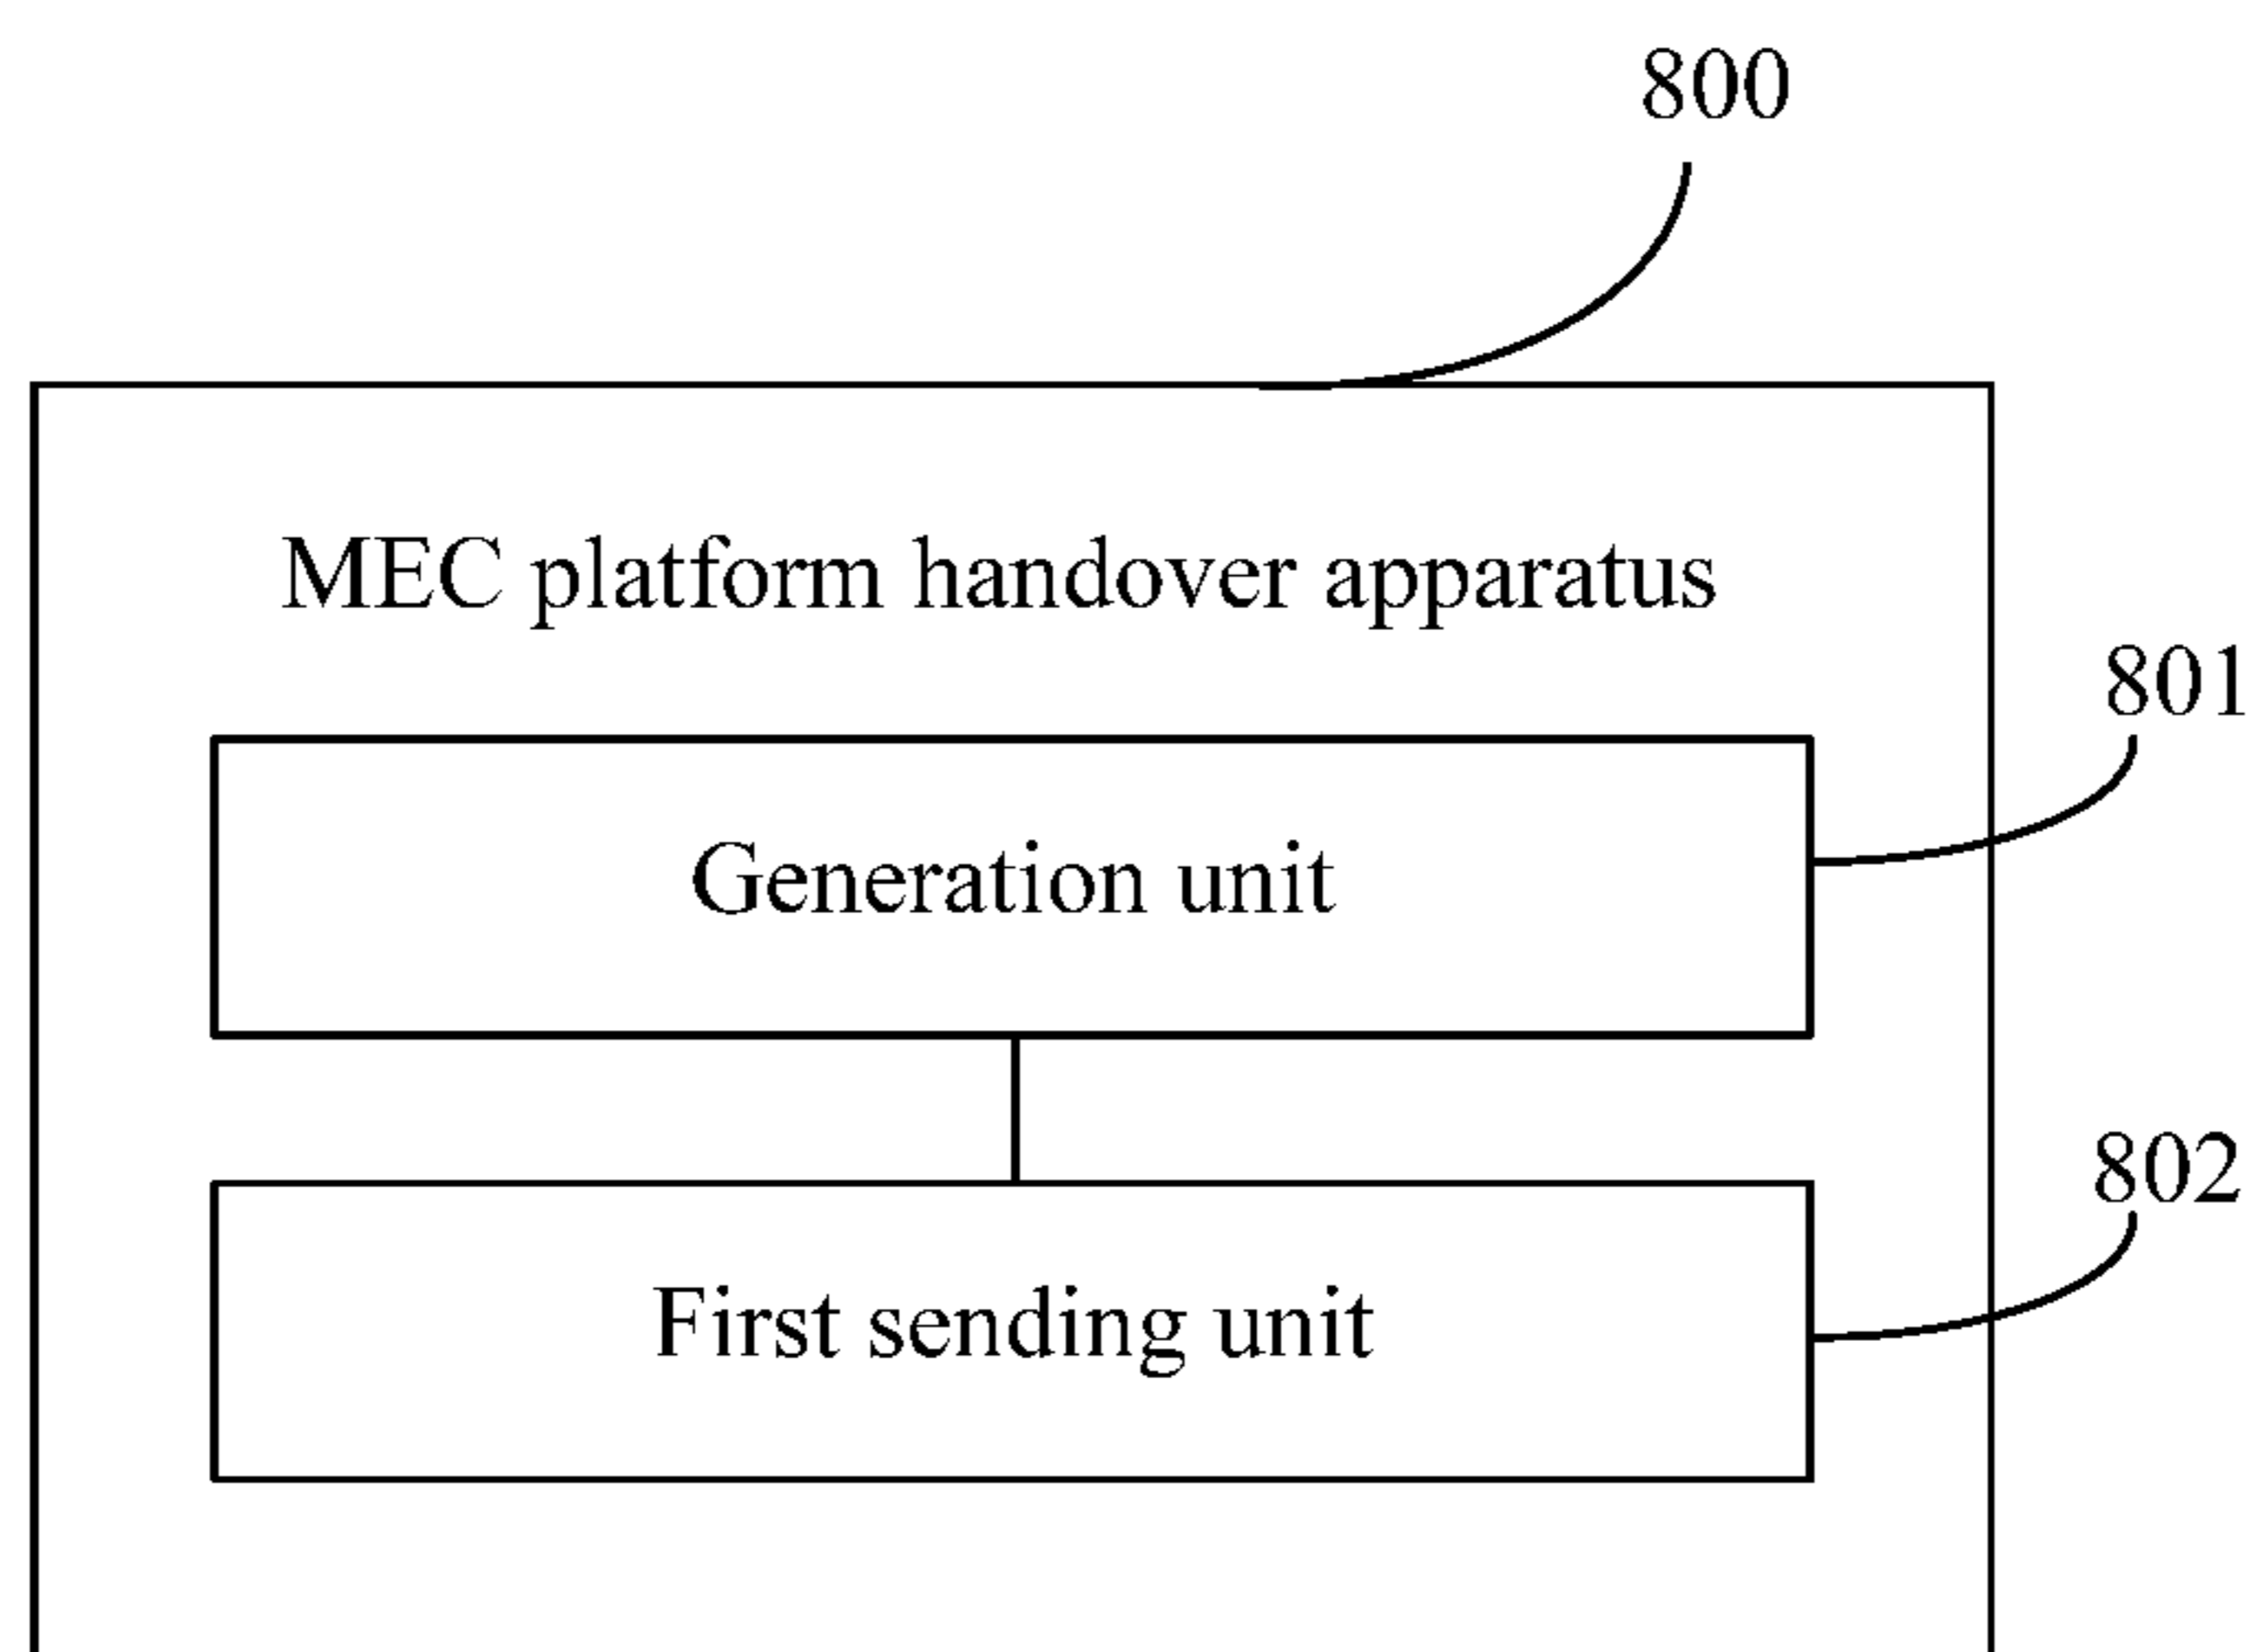 800
MEC platform handover apparatus
801
Generation unit
802
First sending unit